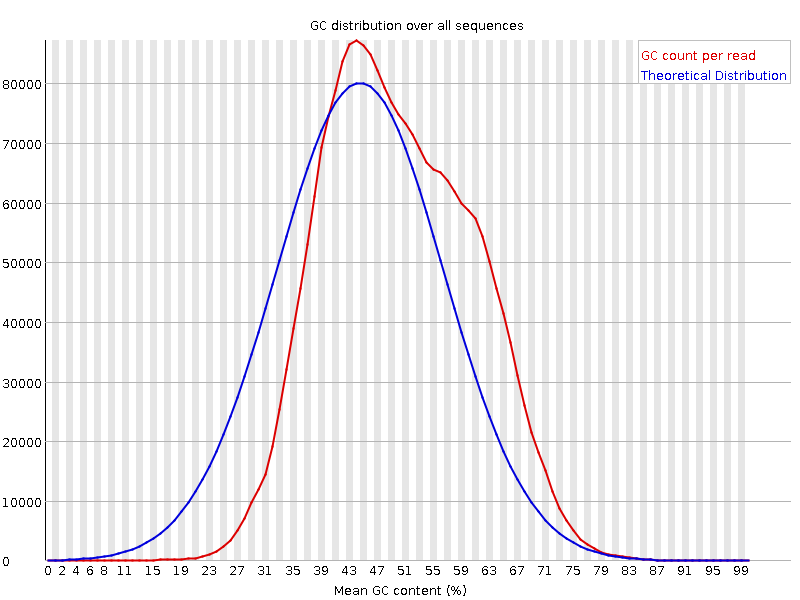 GC distribution over all sequences
GC count per read
Theoretical Distribution
80000
70000
60000
50000
40000
30000
20000
10000
0
0 2 4 6 8 11 15 19 23 27 31 35 39 43 47 51 55 59 63 67 71 75 79 83 87 91 95 99
Mean GC content (%)